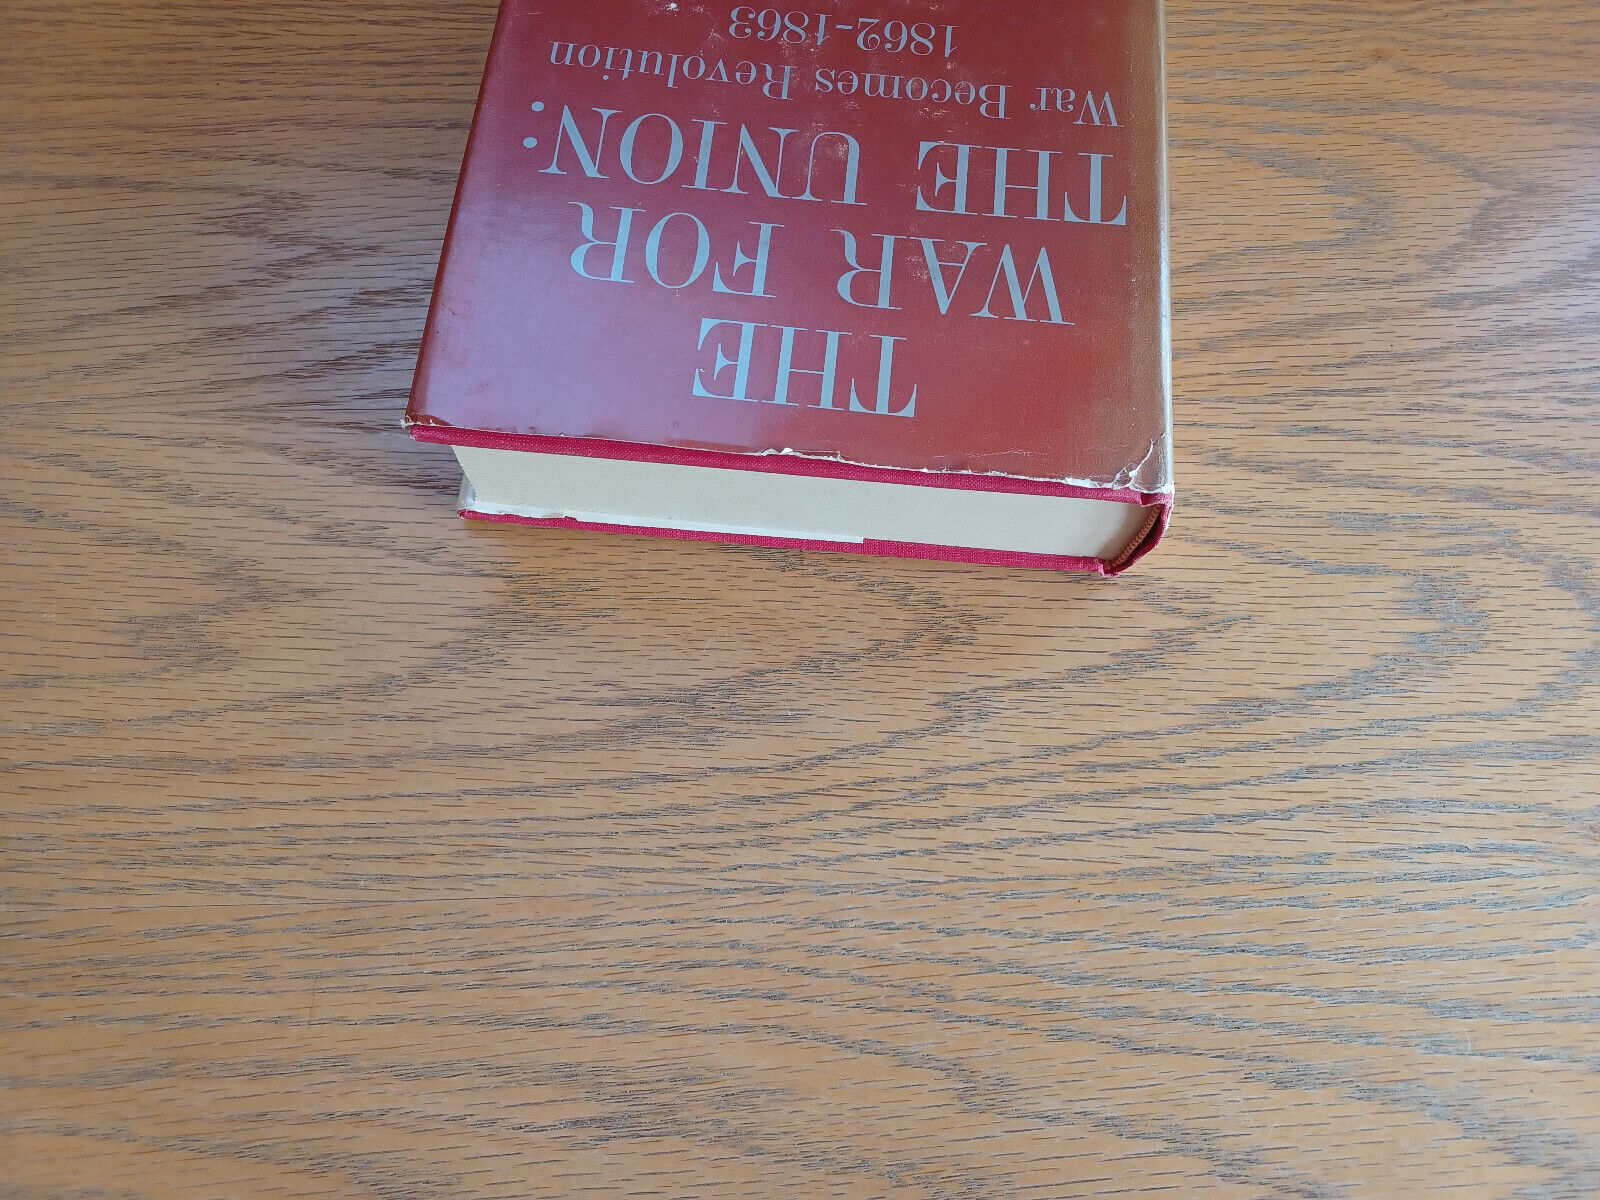 THE
WAR FOR
THE UNION:
War Becomes Revolution
1862-1863